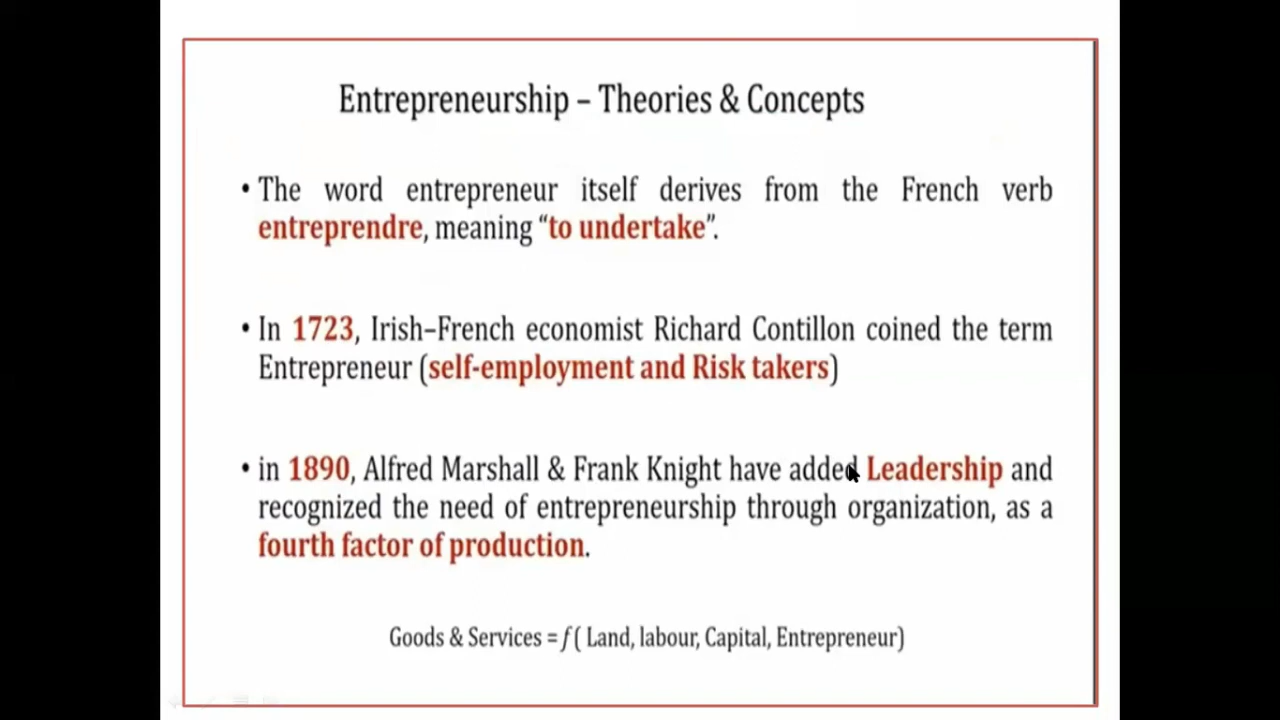 Entrepreneurship – Theories & Concepts
• The word entrepreneur itself derives from the French verb
entreprendre, meaning “to undertake”.
• In 1723, Irish–French economist Richard Contillon coined the term
Entrepreneur (self-employment and Risk takers)
• in 1890, Alfred Marshall & Frank Knight have added Leadership and
recognized the need of entrepreneurship through organization, as a
fourth factor of production.
Goods & Services = f ( Land, labour, Capital, Entrepreneur)